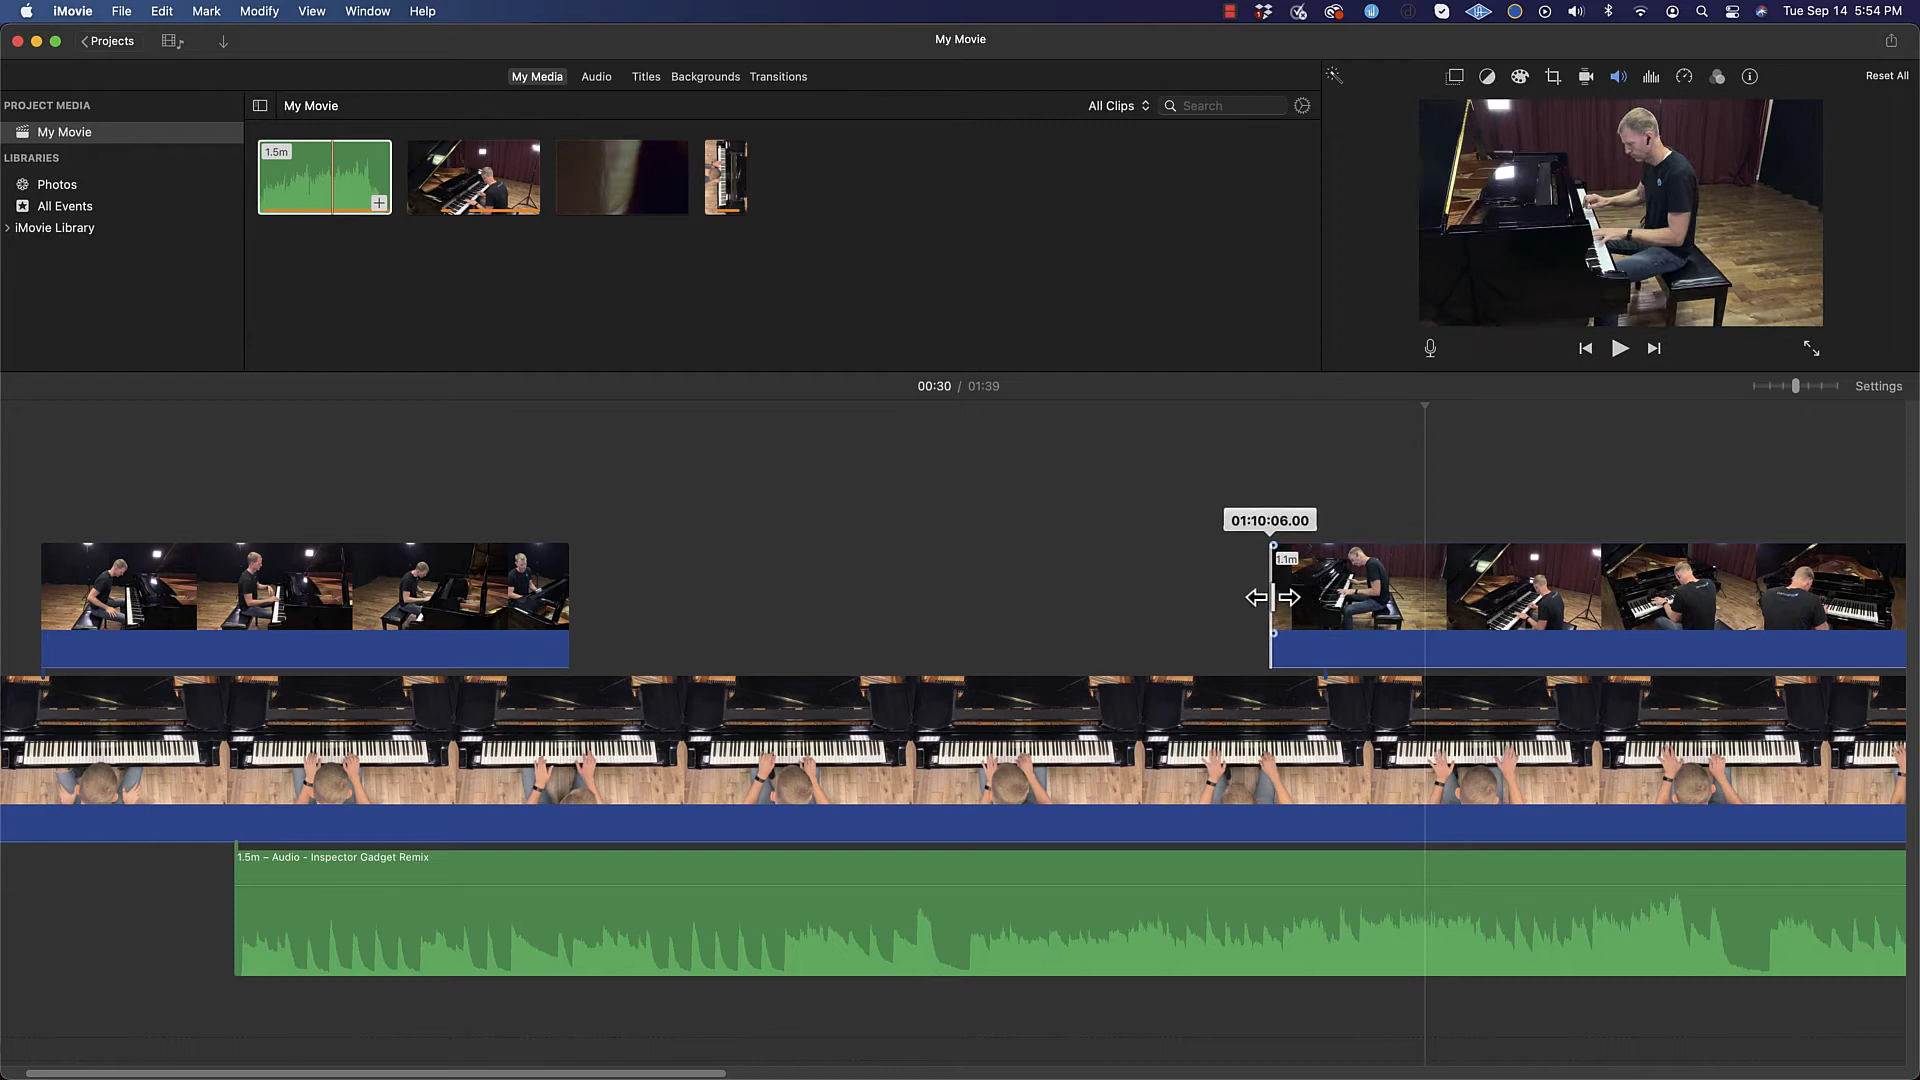 iMovie File Edit Mark Modify View Window Help
Tue Sep 14 5:54 PM
Projects
My Movie
My Media Audio Titles Backgrounds Transitions
Reset All
PROJECT MEDIA
My Movie
LIBRARIES
Photos
All Events
iMovie Library
My Movie
All Clips
Search
1.5m
00:30 / 01:39
Settings
01:10:06.00
1.1m
1.5m – Audio - Inspector Gadget Remix